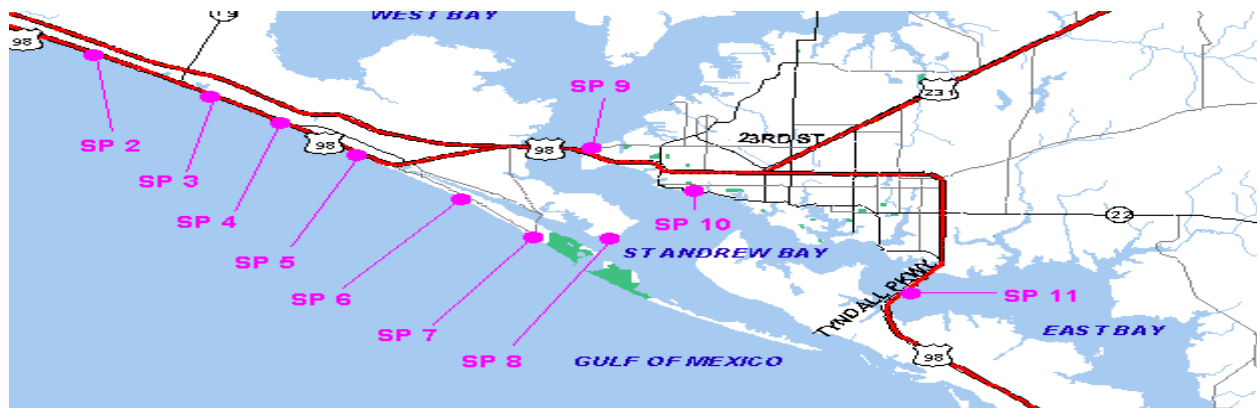 19
WEST BAY
98
SP 9
231
SP 2
23RD ST
98
98
SP 3
SP 4
22
SP 10
SP 5
ST ANDREW BAY
SP 6
TYNDALL PKWY
SP 11
SP 7
EAST BAY
SP 8
GULF OF MEXICO
98